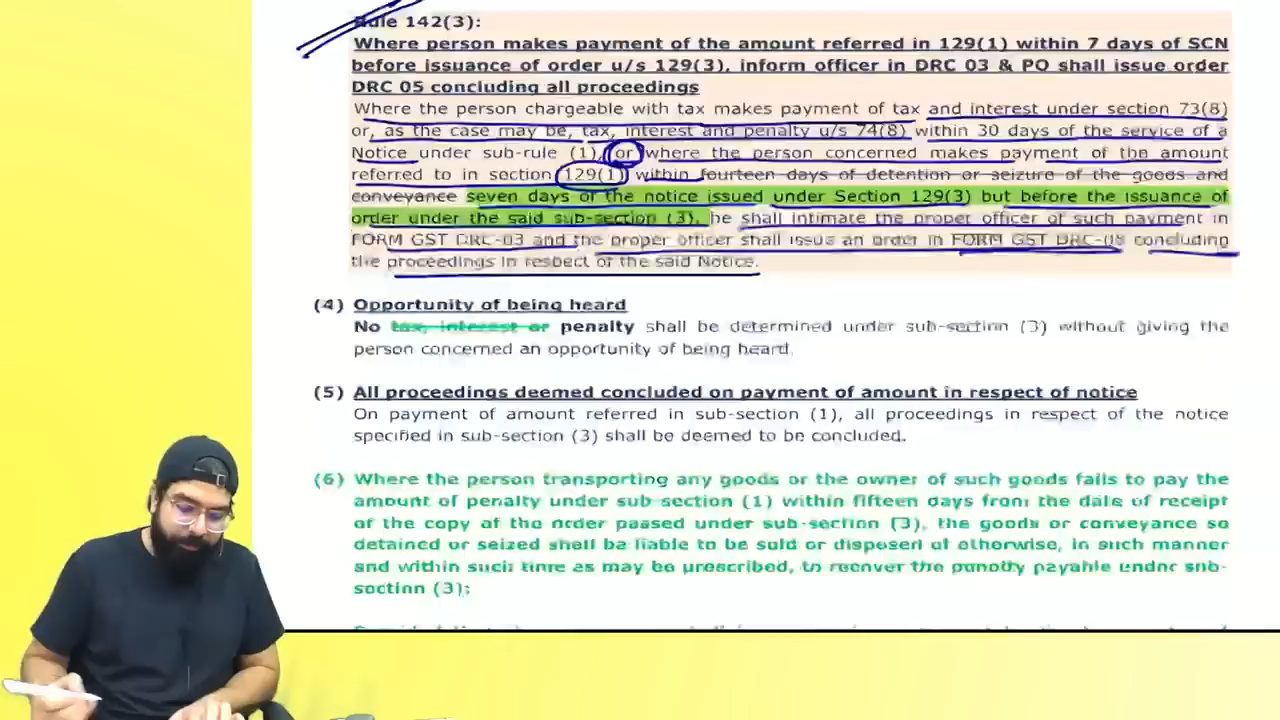 Rule 142(3):
Where person makes payment of the amount referred in 129(1) within 7 days of SCN
before issuance of order u/s 129(3), inform officer in DRC 03 & PO shall issue order
DRC 05 concluding all proceedings
Where the person chargeable with tax makes payment of tax and interest under section 73(8)
or, as the case may be, tax, interest and penalty u/s 74(8) within 30 days of the service of a
Notice under sub-rule (1), or where the person concerned makes payment of the amount
referred to in section 129(1) within fourteen days of detention or seizure of the goods and
conveyance seven days of the notice issued under Section 129(3) but before the issuance of
order under the said sub-section (3), he shall intimate the proper officer of such payment in
FORM GST DRC-03 and the proper officer shall issue an order in FORM GST DRC-05 concluding
the proceedings in respect of the said Notice.
(4) Opportunity of being heard
No tax, interest or penalty shall be determined under sub-section (3) without giving the
person concerned an opportunity of being heard.
(5) All proceedings deemed concluded on payment of amount in respect of notice
On payment of amount referred in sub-section (1), all proceedings in respect of the notice
specified in sub-section (3) shall be deemed to be concluded.
(6) Where the person transporting any goods or the owner of such goods fails to pay the
amount of penalty under sub section (1) within fifteen days from the date of receipt
of the copy of the order passed under sub-section (3), the goods or conveyance so
detained or seized shall be liable to be sold or disposed of otherwise, in such manner
and within such time as may be prescribed, to recover the penalty payable under sub-
section (3):